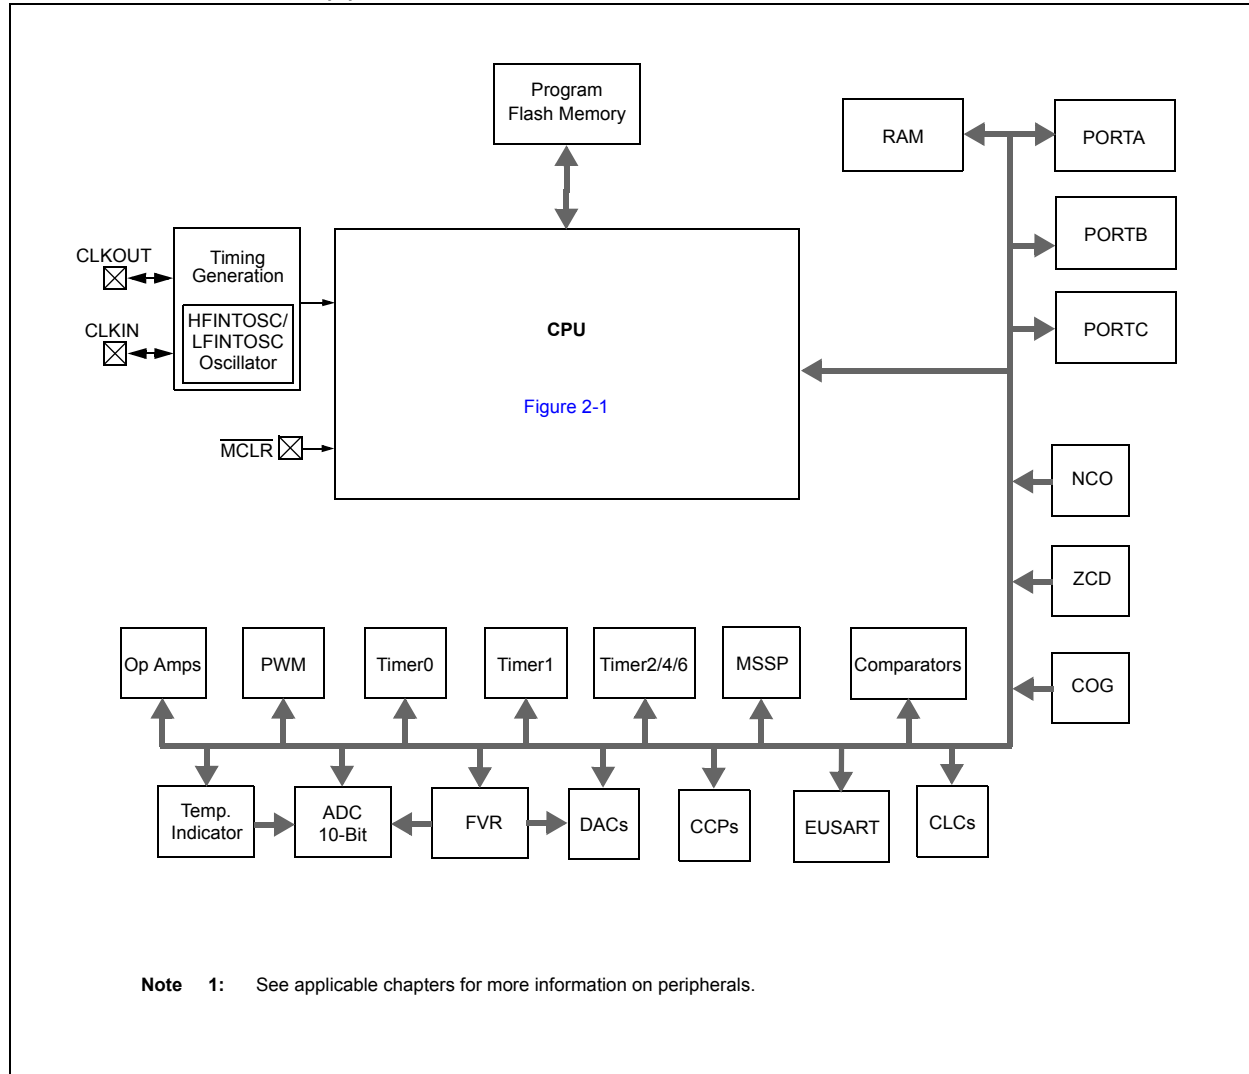 Program
Flash Memory
RAM
PORTA
CLKOUT
Timing
Generation
PORTB
CLKIN
HFINTOSC/
LFINTOSC
Oscillator
CPU
PORTC
Figure 2-1
MCLR
NCO
ZCD
Op Amps
PWM
Timer0
Timer1
Timer2/4/6
MSSP
Comparators
COG
Temp.
Indicator
ADC
10-Bit
FVR
DACs
CCPs
EUSART
CLCs
Note 1: See applicable chapters for more information on peripherals.